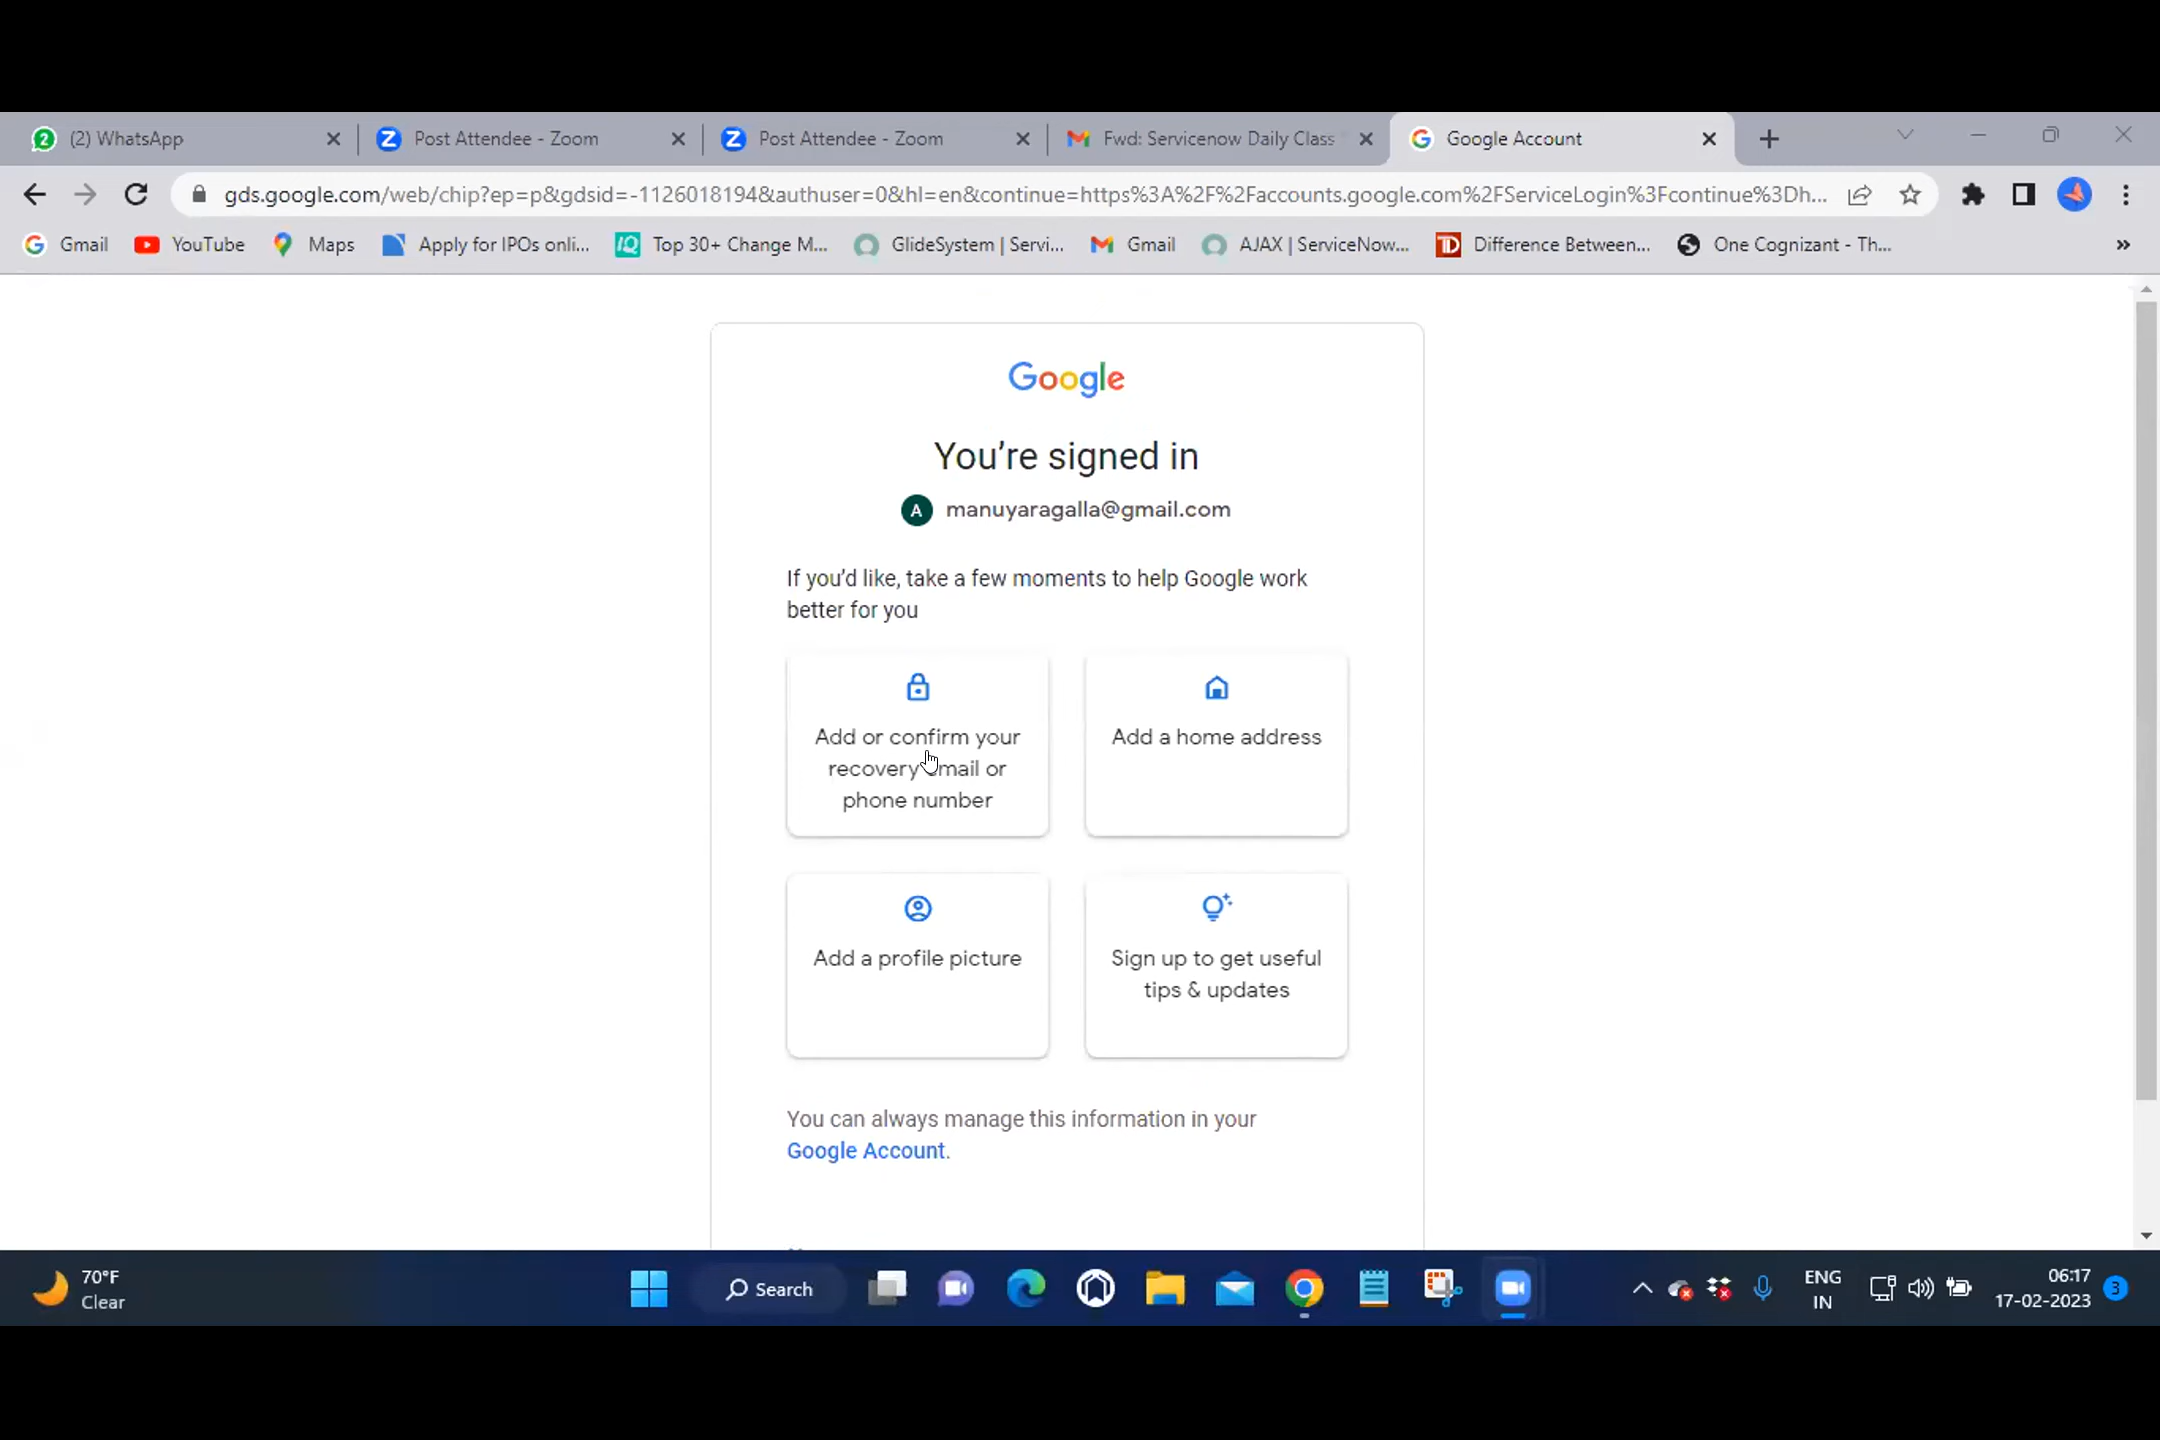 2 (2) WhatsApp
Post Attendee - Zoom
Post Attendee - Zoom
Fwd: Servicenow Daily Class
Google Account
gds.google.com/web/chip?ep=p&gdsid=-1126018194&authuser=0&hl=en&continue=https%3A%2F%2Faccounts.google.com%2FServiceLogin%3Fcontinue%3Dh...
Gmail
YouTube
Maps
Apply for IPOs onli...
IQ Top 30+ Change M...
GlideSystem | Servi...
Gmail
AJAX | ServiceNow...
TD Difference Between...
One Cognizant - Th...
Google
You're signed in
A manuyaragalla@gmail.com
If you'd like, take a few moments to help Google work
better for you
Add or confirm your
recovery email or
phone number
Add a home address
Add a profile picture
Sign up to get useful
tips & updates
You can always manage this information in your
Google Account.
70°F
Clear
Search
ENG
IN
06:17
17-02-2023
3